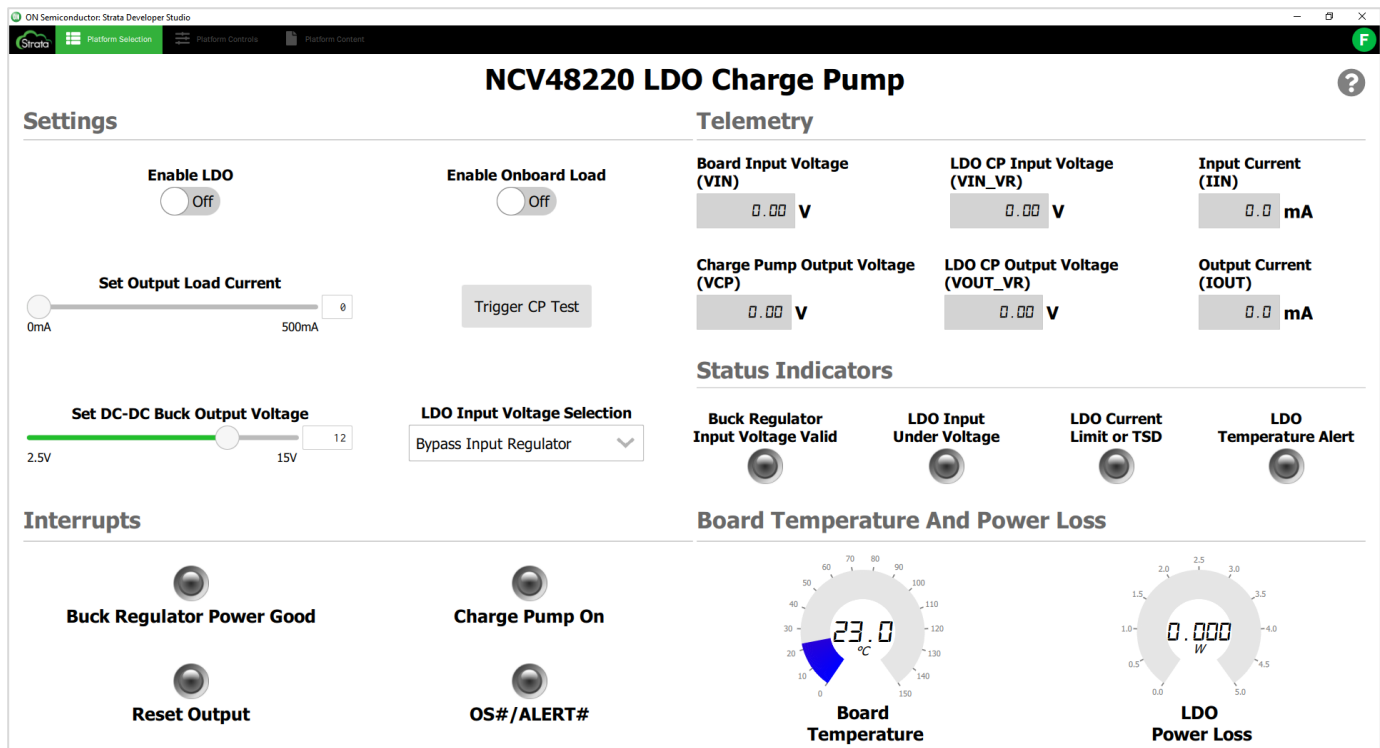 ON Semiconductor: Strata Developer Studio
Strata
Platform Selection
Platform Controls
Platform Content
F
NCV48220 LDO Charge Pump
?
Settings
Enable LDO
Off
Enable Onboard Load
Off
Set Output Load Current
0
0mA
500mA
Trigger CP Test
Set DC-DC Buck Output Voltage
12
2.5V
15V
LDO Input Voltage Selection
Bypass Input Regulator
Telemetry
Board Input Voltage
(VIN)
0.00 V
LDO CP Input Voltage
(VIN_VR)
0.00 V
Input Current
(IIN)
0.0 mA
Charge Pump Output Voltage
(VCP)
0.00 V
LDO CP Output Voltage
(VOUT_VR)
0.00 V
Output Current
(IOUT)
0.0 mA
Status Indicators
Buck Regulator
Input Voltage Valid
LDO Input
Under Voltage
LDO Current
Limit or TSD
LDO
Temperature Alert
Interrupts
Buck Regulator Power Good
Charge Pump On
Reset Output
OS#/ALERT#
Board Temperature And Power Loss
0
10
20
30
40
50
60
70
80
90
100
110
120
130
140
150
23.0
°C
Board
Temperature
0.0
0.5
1.0
1.5
2.0
2.5
3.0
3.5
4.0
4.5
5.0
0.000
W
LDO
Power Loss